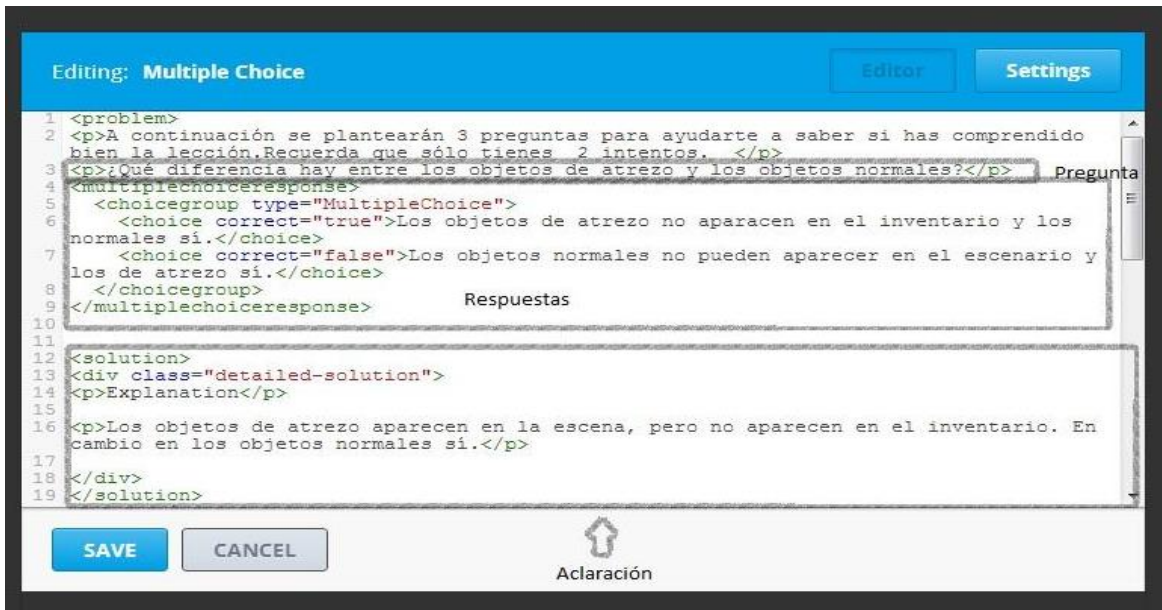 Editing: Multiple Choice
Editor
Settings
1 <problem>
2 <p>A continuación se plantearán 3 preguntas para ayudarte a saber si has comprendido
bien la lección.Recuerda que sólo tienes 2 intentos. </p>
3 <p>¿Qué diferencia hay entre los objetos de atrezo y los objetos normales?</p>
Pregunta
4 <multiplechoiceresponse>
5 <choicegroup type="MultipleChoice">
6 <choice correct="true">Los objetos de atrezo no aparacen en el inventario y los
normales sí.</choice>
7 <choice correct="false">Los objetos normales no pueden aparecer en el escenario y
los de atrezo sí.</choice>
8 </choicegroup>
9 </multiplechoiceresponse>
Respuestas
10
11
12 <solution>
13 <div class="detailed-solution">
14 <p>Explanation</p>
15
16 <p>Los objetos de atrezo aparecen en la escena, pero no aparecen en el inventario. En
cambio en los objetos normales sí.</p>
17
18 </div>
19 </solution>
SAVE
CANCEL
Aclaración